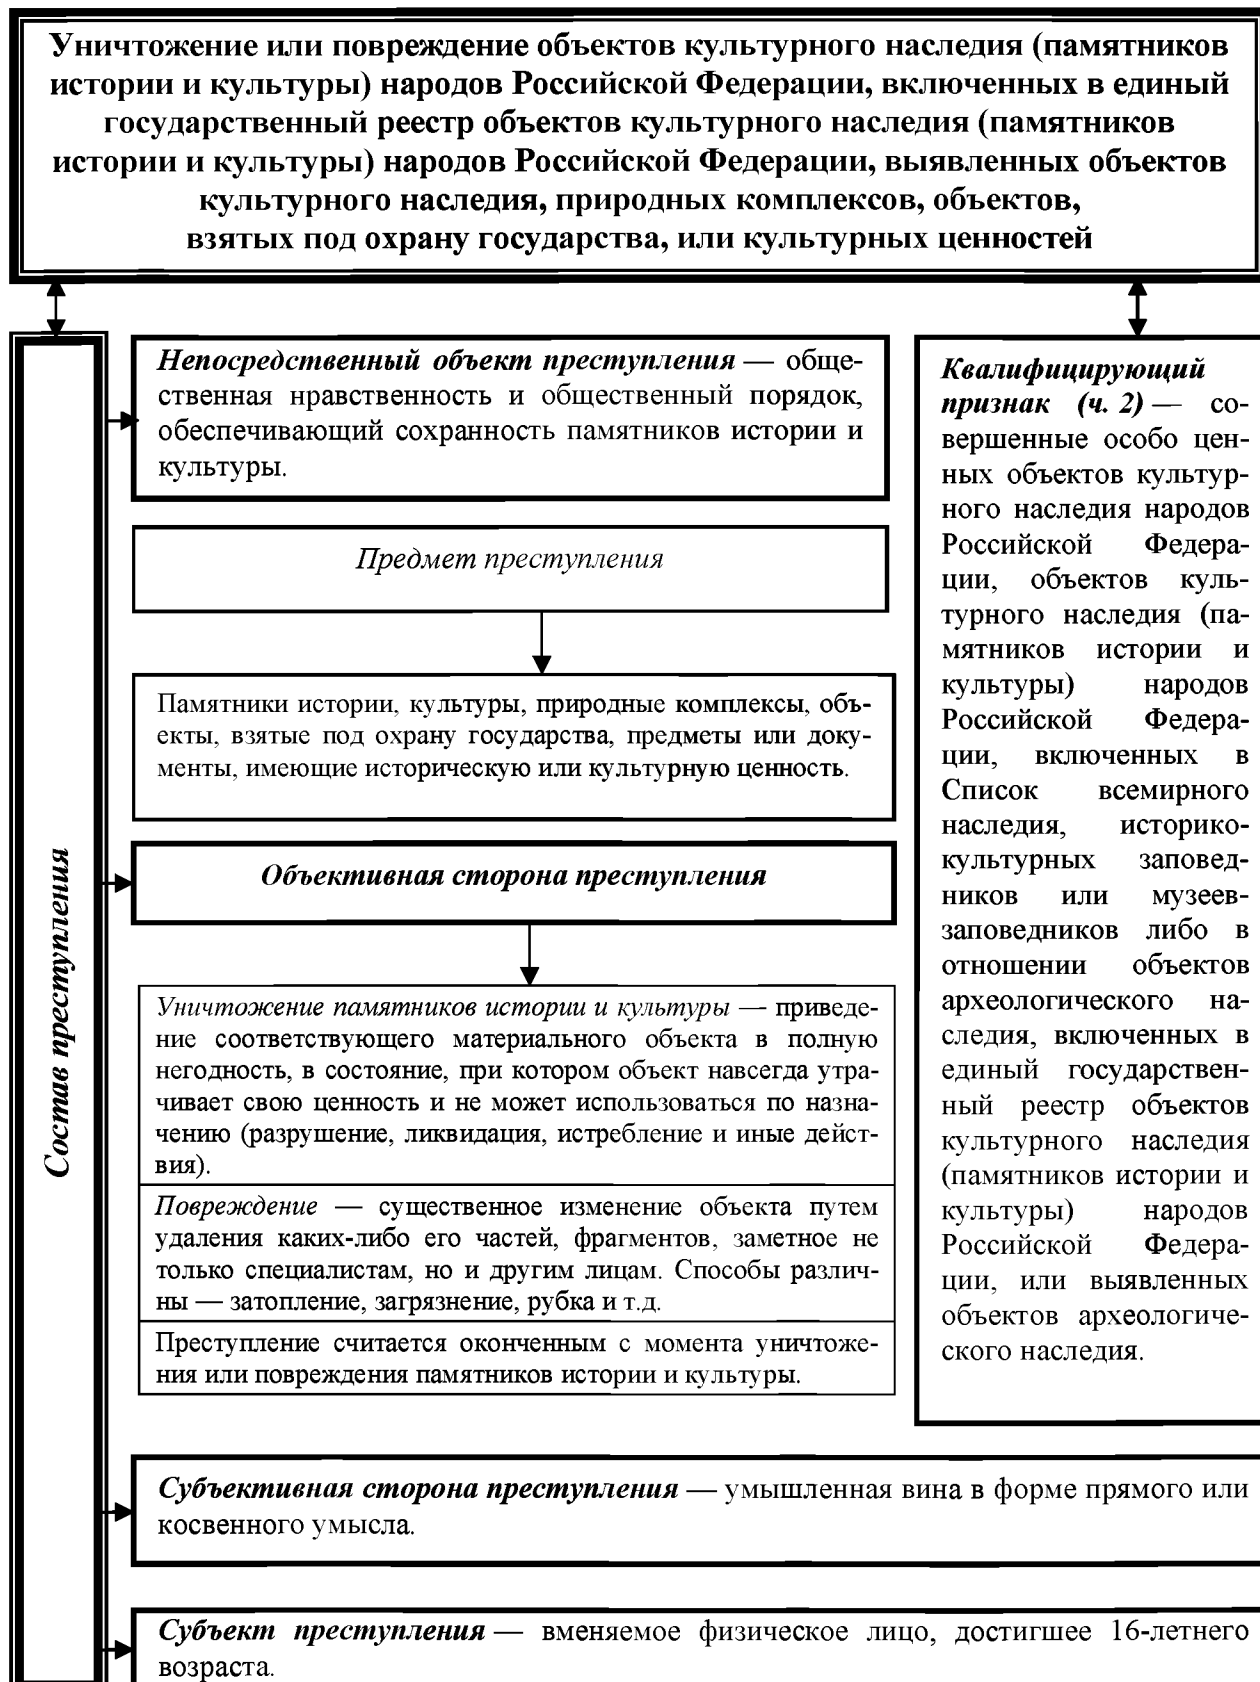 Уничтожение или повреждение объектов культурного наследия (памятников
истории и культуры) народов Российской Федерации, включенных в единый
государственный реестр объектов культурного наследия (памятников
истории и культуры) народов Российской Федерации, выявленных объектов
культурного наследия, природных комплексов, объектов,
взятых под охрану государства, или культурных ценностей
Состав преступления
Непосредственный объект преступления — обще-
ственная нравственность и общественный порядок,
обеспечивающий сохранность памятников истории и
культуры.
Предмет преступления
Памятники истории, культуры, природные комплексы, объ-
екты, взятые под охрану государства, предметы или доку-
менты, имеющие историческую или культурную ценность.
Объективная сторона преступления
Уничтожение памятников истории и культуры — приведе-
ние соответствующего материального объекта в полную
негодность, в состояние, при котором объект навсегда утра-
чивает свою ценность и не может использоваться по назна-
чению (разрушение, ликвидация, истребление и иные дейст-
вия).
Повреждение — существенное изменение объекта путем
удаления каких-либо его частей, фрагментов, заметное не
только специалистам, но и другим лицам. Способы различ-
ны — затопление, загрязнение, рубка и т.д.
Преступление считается оконченным с момента уничтоже-
ния или повреждения памятников истории и культуры.
Квалифицирующий
признак (ч. 2) — со-
вершенные особо цен-
ных объектов культур-
ного наследия народов
Российской Федера-
ции, объектов куль-
турного наследия (па-
мятников истории и
культуры) народов
Российской Федера-
ции, включенных в
Список всемирного
наследия, историко-
культурных заповед-
ников или музеев-
заповедников либо в
отношении объектов
археологического на-
следия, включенных в
единый государствен-
ный реестр объектов
культурного наследия
(памятников истории и
культуры) народов
Российской Федера-
ции, или выявленных
объектов археологиче-
ского наследия.
Субъективная сторона преступления — умышленная вина в форме прямого или
косвенного умысла.
Субъект преступления — вменяемое физическое лицо, достигшее 16-летнего
возраста.